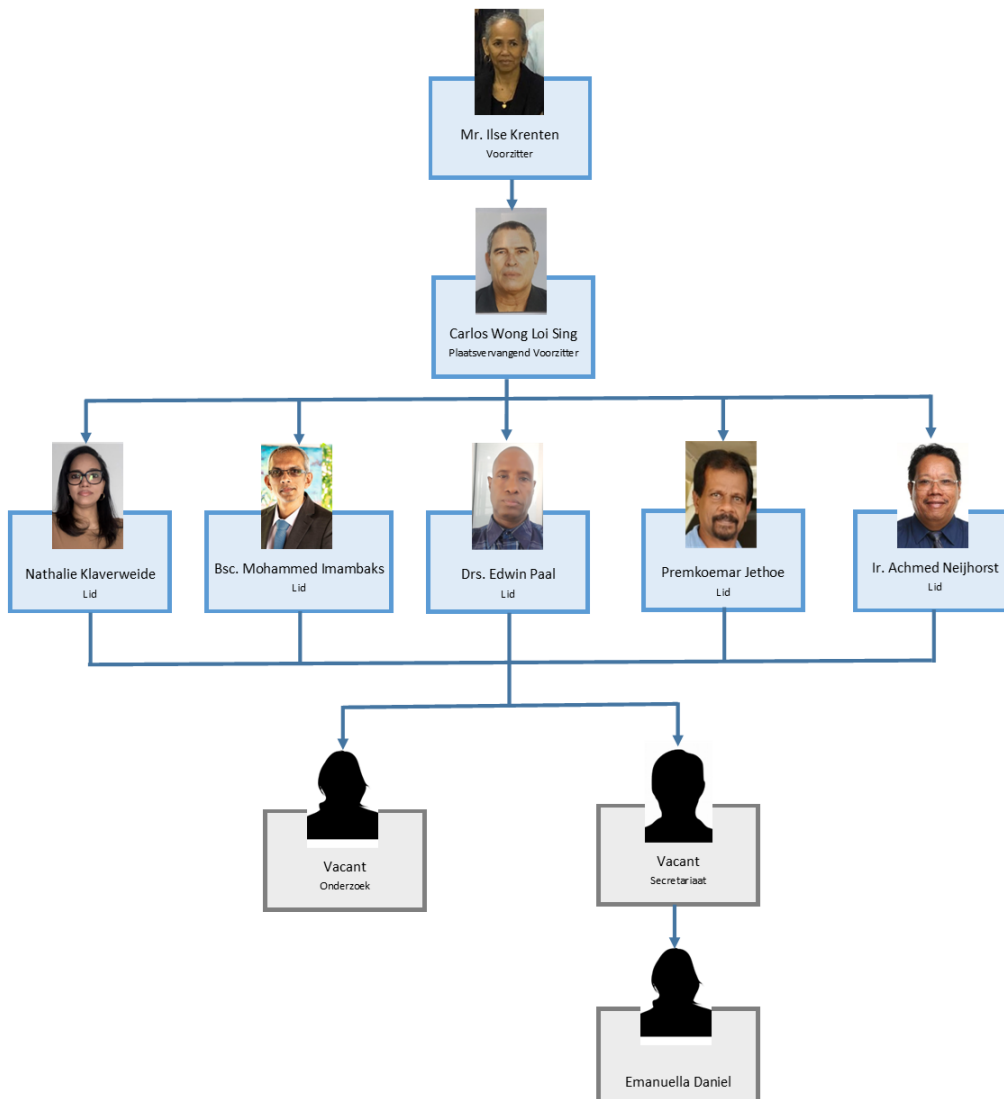 Mr. Ilse Krenten
Voorzitter
Carlos Wong Loi Sing
Plaatsvervangend Voorzitter
Nathalie Klaverweide
Lid
Bsc. Mohammed Imambaks
Lid
Drs. Edwin Paal
Lid
Premkoemar Jethoe
Lid
Ir. Achmed Neijhorst
Lid
Vacant
Onderzoek
Vacant
Secretariaat
Emanuella Daniel